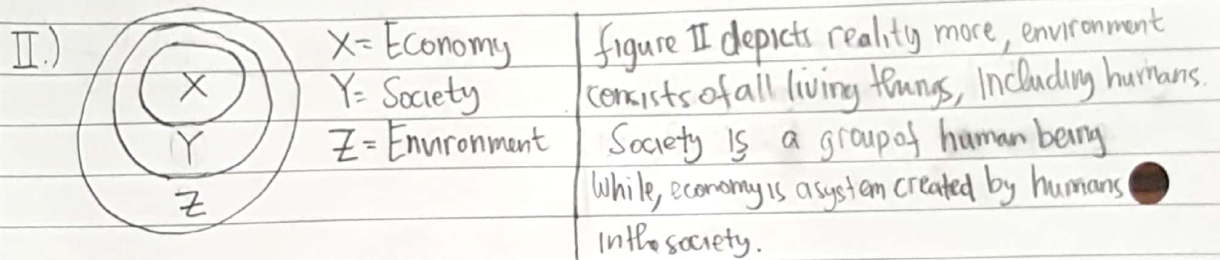 II.)
X = Economy
Y = Society
Z = Environment
X
Y
Z
figure II depicts reality more, environment
consists of all living things, Including humans.
Society is a group of human being
While, economy is a system created by humans
in the society.